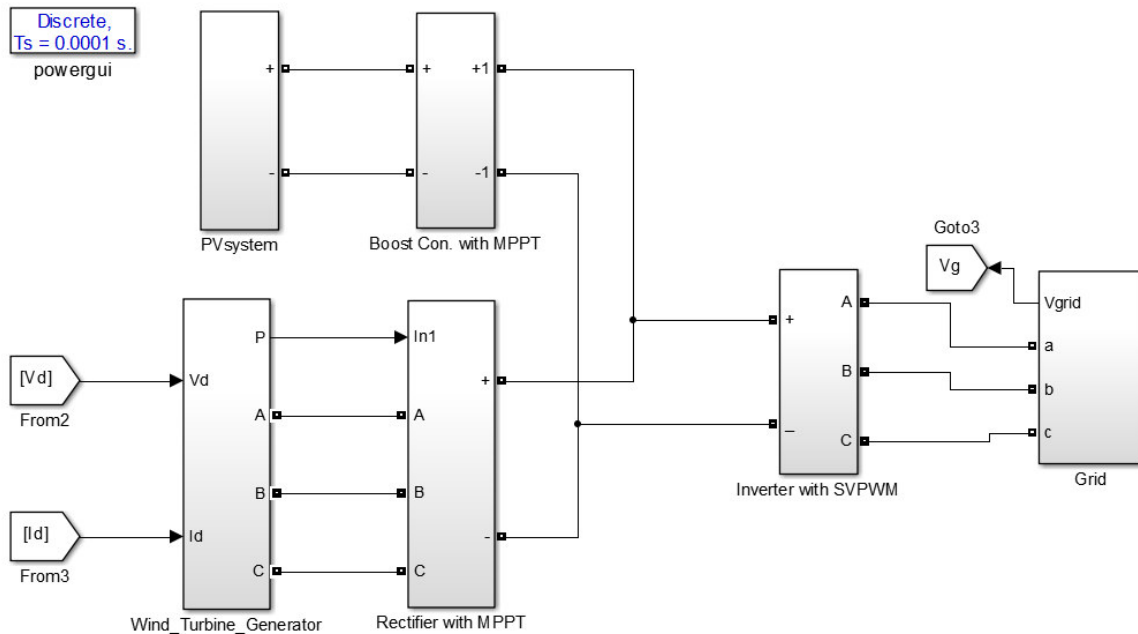 Discrete,
Ts = 0.0001 s.
powergui
+
-
PVsystem
+
-
+1
-1
Boost Con. with MPPT
[Vd]
From2
[Id]
From3
Vd
Id
P
A
B
C
Wind_Turbine_Generator
In1
A
B
C
+
-
Rectifier with MPPT
+
–
A
B
C
Inverter with SVPWM
Goto3
Vg
Vgrid
a
b
c
Grid